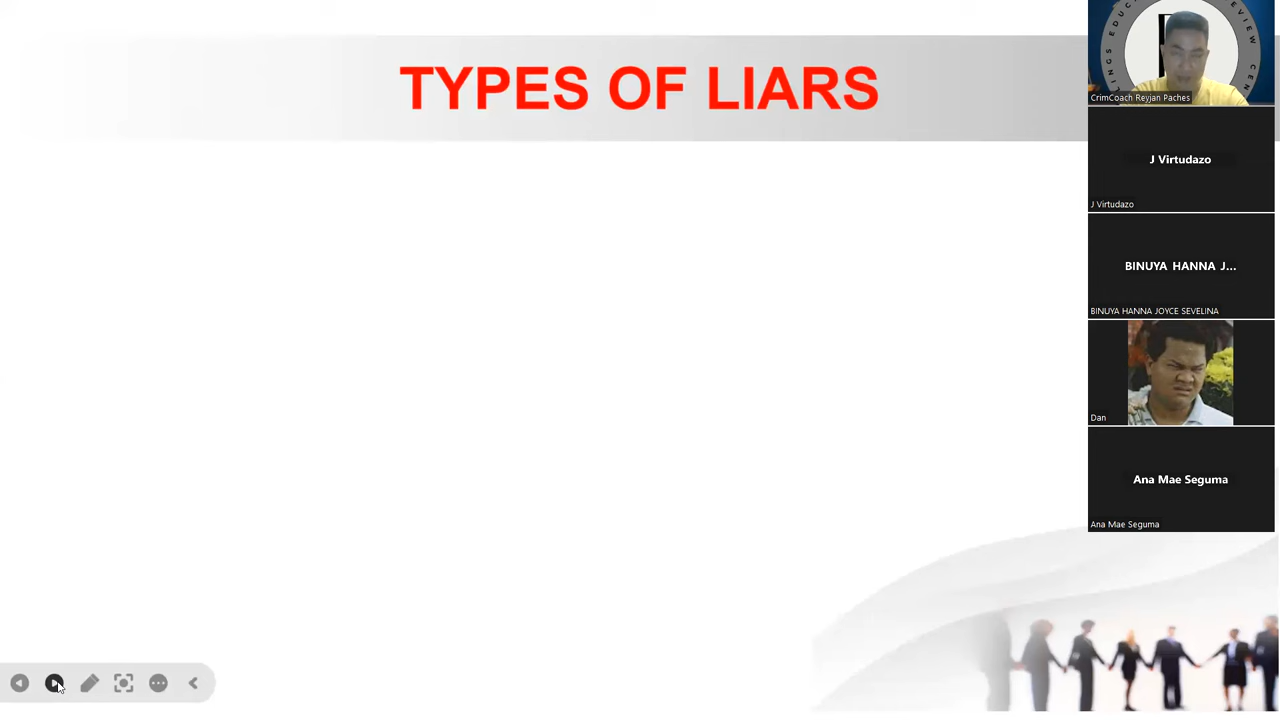 TYPES OF LIARS
CrimCoach Reyjan Paches
J Virtudazo
J Virtudazo
BINUYA HANNA J...
BINUYA HANNA JOYCE SEVELINA
Dan
Ana Mae Seguma
Ana Mae Seguma